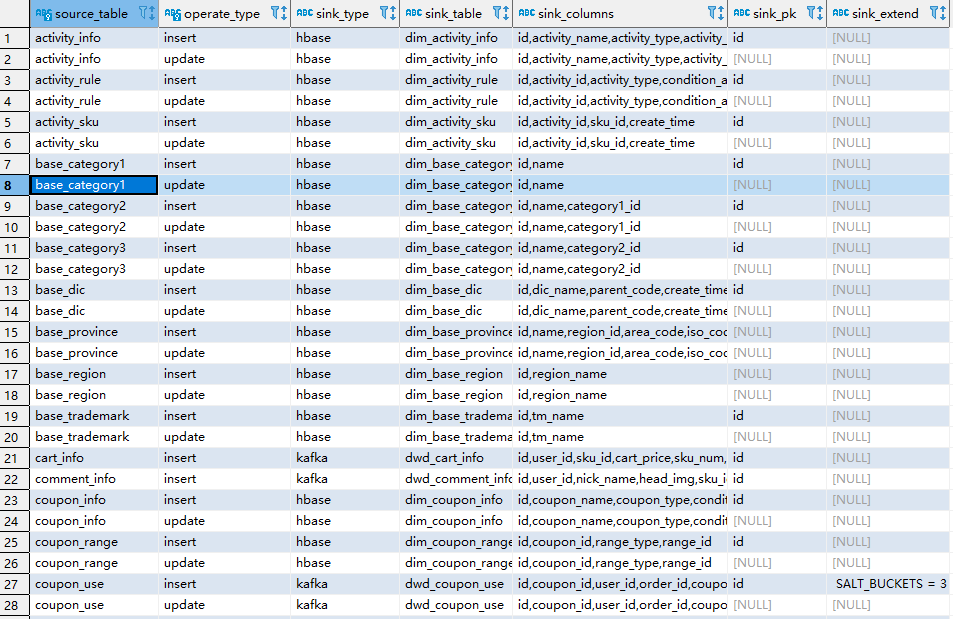 source_table operate_type sink_type sink_table sink_columns sink_pk sink_extend
1 activity_info insert hbase dim_activity_info id,activity_name,activity_type,activity_ id [NULL]
2 activity_info update hbase dim_activity_info id,activity_name,activity_type,activity_ [NULL] [NULL]
3 activity_rule insert hbase dim_activity_rule id,activity_id,activity_type,condition_a id [NULL]
4 activity_rule update hbase dim_activity_rule id,activity_id,activity_type,condition_a [NULL] [NULL]
5 activity_sku insert hbase dim_activity_sku id,activity_id,sku_id,create_time id [NULL]
6 activity_sku update hbase dim_activity_sku id,activity_id,sku_id,create_time [NULL] [NULL]
7 base_category1 insert hbase dim_base_category id,name id [NULL]
8 base_category1 update hbase dim_base_category id,name [NULL] [NULL]
9 base_category2 insert hbase dim_base_category id,name,category1_id id [NULL]
10 base_category2 update hbase dim_base_category id,name,category1_id [NULL] [NULL]
11 base_category3 insert hbase dim_base_category id,name,category2_id id [NULL]
12 base_category3 update hbase dim_base_category id,name,category2_id [NULL] [NULL]
13 base_dic insert hbase dim_base_dic id,dic_name,parent_code,create_time id [NULL]
14 base_dic update hbase dim_base_dic id,dic_name,parent_code,create_time [NULL] [NULL]
15 base_province insert hbase dim_base_province id,name,region_id,area_code,iso_cod id [NULL]
16 base_province update hbase dim_base_province id,name,region_id,area_code,iso_cod [NULL] [NULL]
17 base_region insert hbase dim_base_region id,region_name [NULL] [NULL]
18 base_region update hbase dim_base_region id,region_name [NULL] [NULL]
19 base_trademark insert hbase dim_base_tradema id,tm_name id [NULL]
20 base_trademark update hbase dim_base_tradema id,tm_name [NULL] [NULL]
21 cart_info insert kafka dwd_cart_info id,user_id,sku_id,cart_price,sku_num, id [NULL]
22 comment_info insert kafka dwd_comment_info id,user_id,nick_name,head_img,sku_i id [NULL]
23 coupon_info insert hbase dim_coupon_info id,coupon_name,coupon_type,condit id [NULL]
24 coupon_info update hbase dim_coupon_info id,coupon_name,coupon_type,condit [NULL] [NULL]
25 coupon_range insert hbase dim_coupon_range id,coupon_id,range_type,range_id id [NULL]
26 coupon_range update hbase dim_coupon_range id,coupon_id,range_type,range_id [NULL] [NULL]
27 coupon_use insert kafka dwd_coupon_use id,coupon_id,user_id,order_id,coupo id SALT_BUCKETS = 3
28 coupon_use update kafka dwd_coupon_use id,coupon_id,user_id,order_id,coupo [NULL] [NULL]